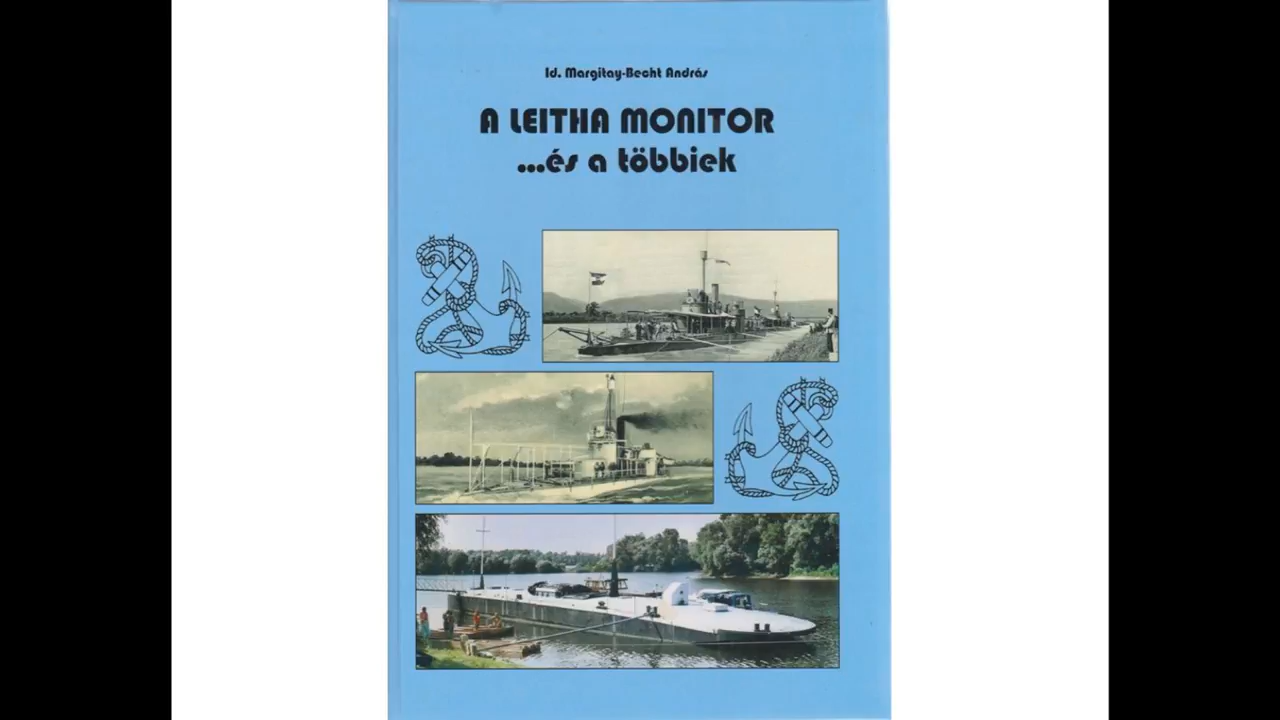 Id. Margitay-Becht András
A LEITHA MONITOR
...és a többiek